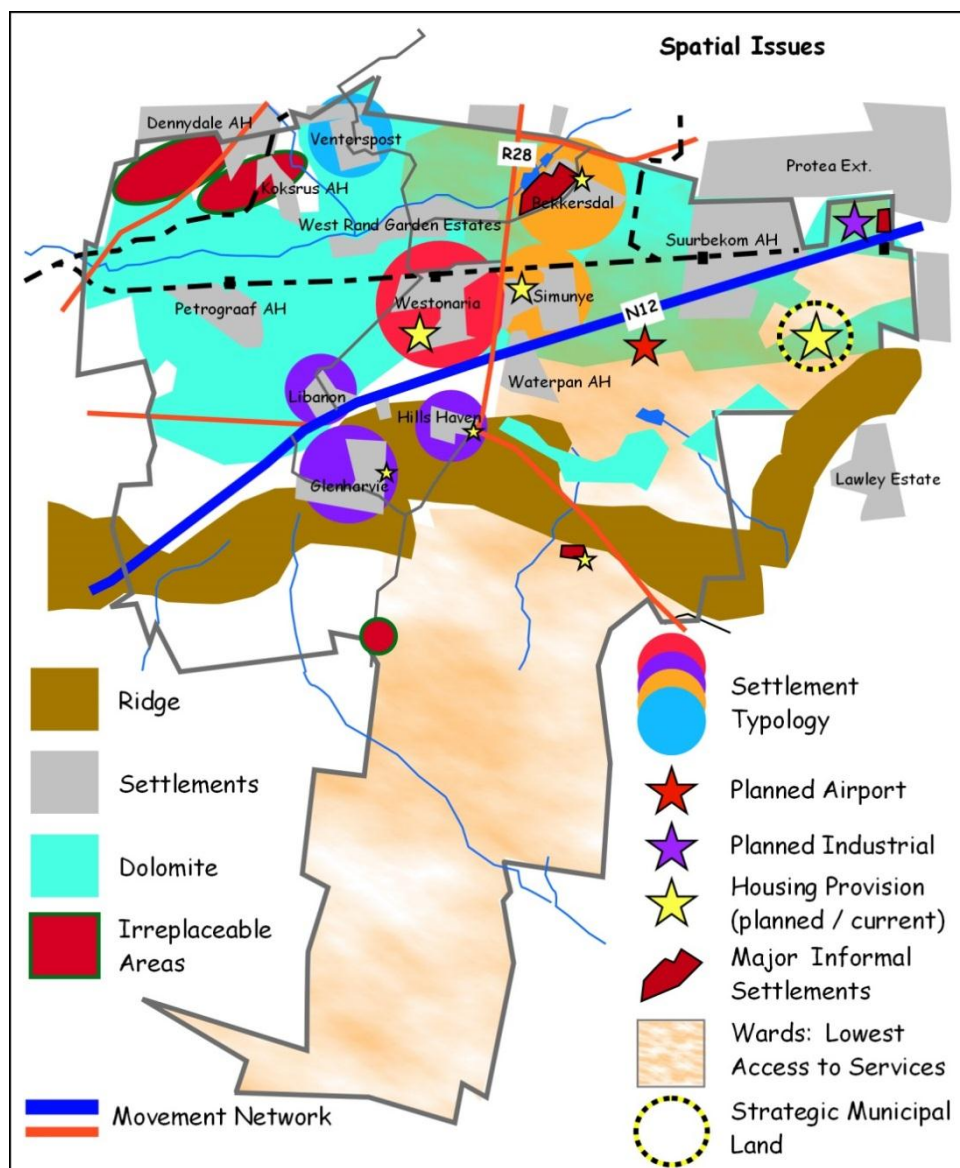 Spatial Issues
Dennydale AH
Venterspost
R28
Protea Ext.
Koksrus AH
Bekkersdal
West Rand Garden Estates
Suurbekom AH
Petrograaf AH
Westonaria
Simunye
N12
Waterpan AH
Libanon
Hills Haven
Glenharvie
Lawley Estate
Ridge
Settlements
Dolomite
Irreplaceable
Areas
Movement Network
Settlement
Typology
Planned Airport
Planned Industrial
Housing Provision
(planned / current)
Major Informal
Settlements
Wards: Lowest
Access to Services
Strategic Municipal
Land